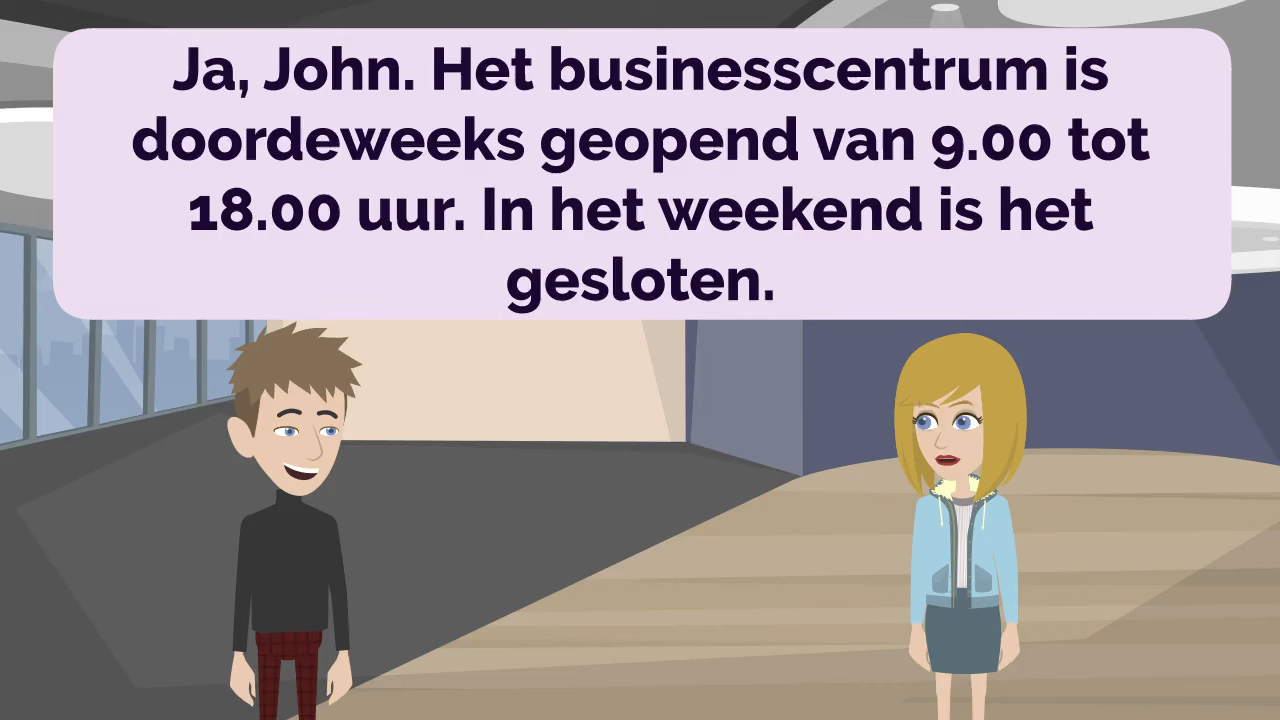 Ja, John. Het businesscentrum is
doordeweeks geopend van 9.00 tot
18.00 uur. In het weekend is het
gesloten.